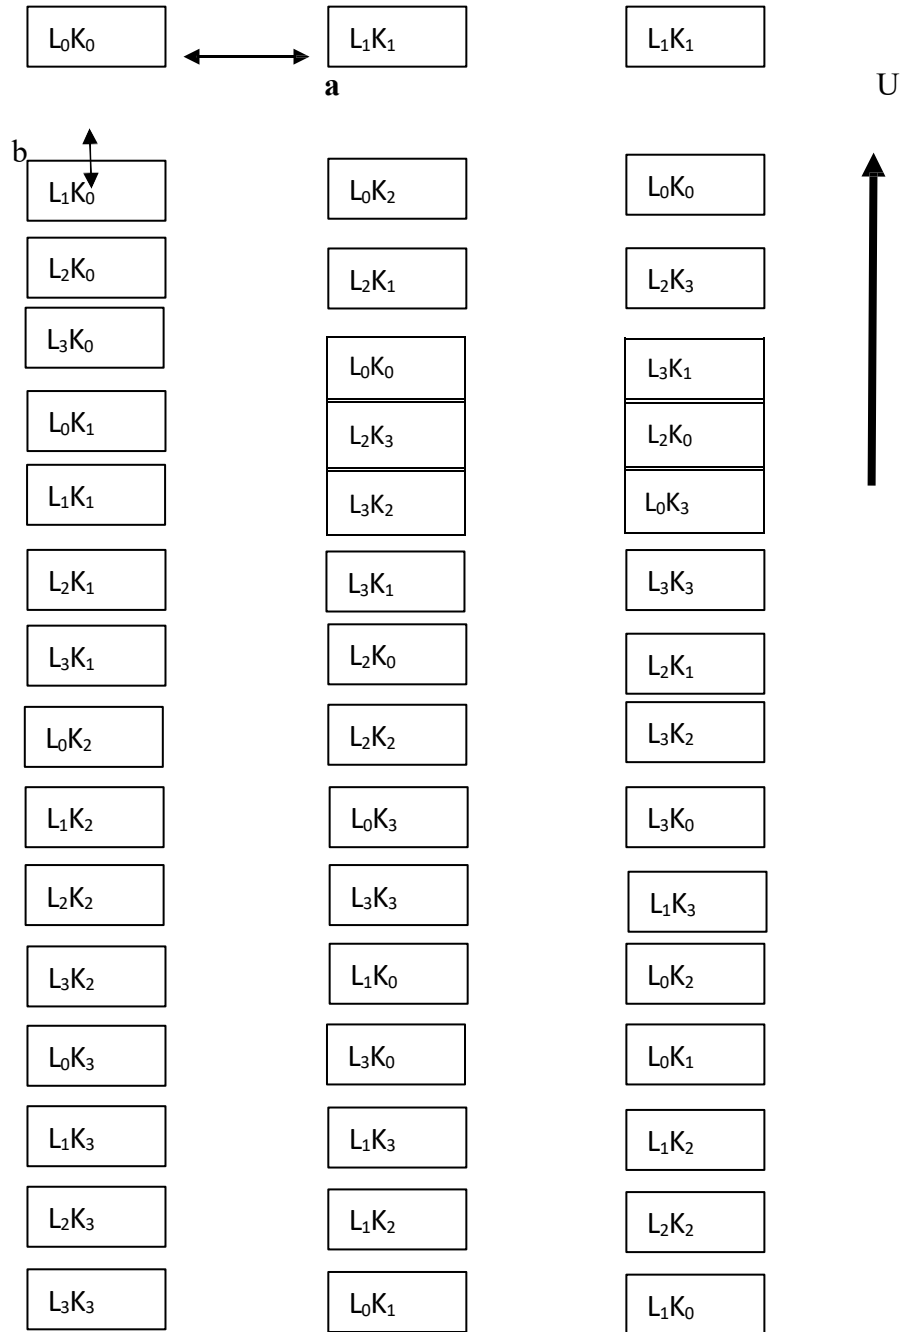 L₀K₀ L₁K₁ L₁K₁
a U
b
L₁K₀ L₀K₂ L₀K₀
L₂K₀ L₂K₁ L₂K₃
L₃K₀ L₀K₀ L₃K₁
L₀K₁ L₂K₃ L₂K₀
L₁K₁ L₃K₂ L₀K₃
L₂K₁ L₃K₁ L₃K₃
L₃K₁ L₂K₀ L₂K₁
L₀K₂ L₂K₂ L₃K₂
L₁K₂ L₀K₃ L₃K₀
L₂K₂ L₃K₃ L₁K₃
L₃K₂ L₁K₀ L₀K₂
L₀K₃ L₃K₀ L₀K₁
L₁K₃ L₁K₃ L₁K₂
L₂K₃ L₁K₂ L₂K₂
L₃K₃ L₀K₁ L₁K₀